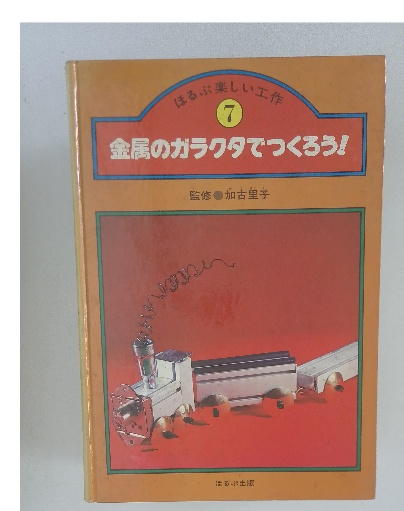 ほるぷ楽しい工作
7
金属のガラクタでつくろう!
監修●加古里子
ほるぷ出版